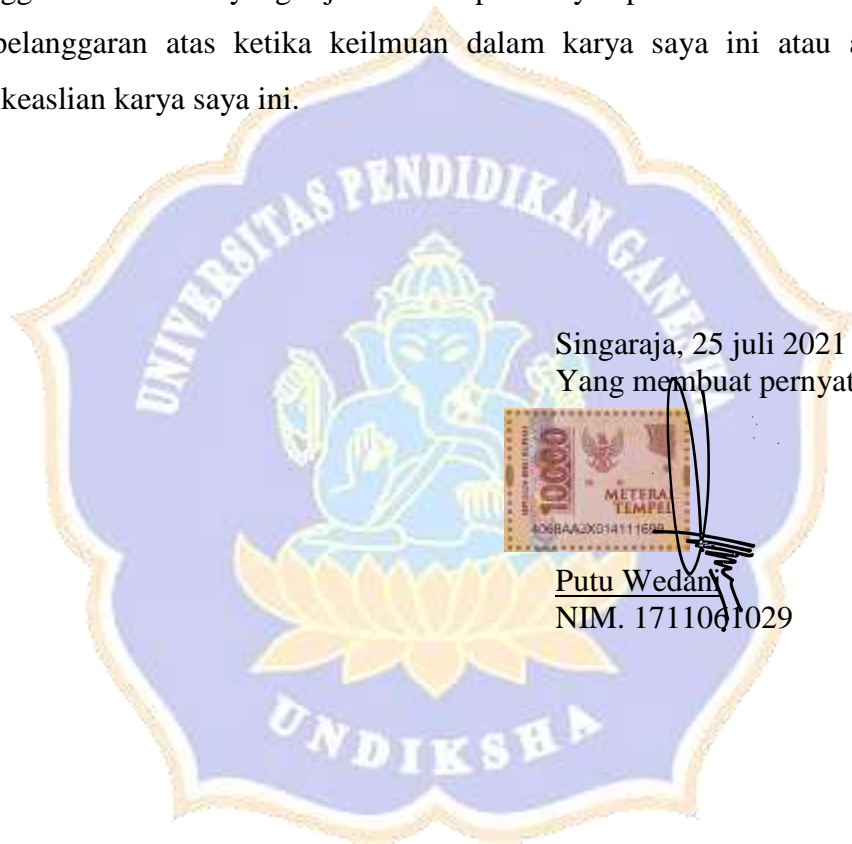 pelanggaran atas ketika keilmuan dalam karya saya ini atau
keaslian karya saya ini.
UNIVERSITAS PENDIDIKAN GANESHA
Singaraja, 25 juli 2021
Yang membuat
10000
METERAI
TEMPEL
Putu Wedani
NIM. 1711061029
UNDIKSHA